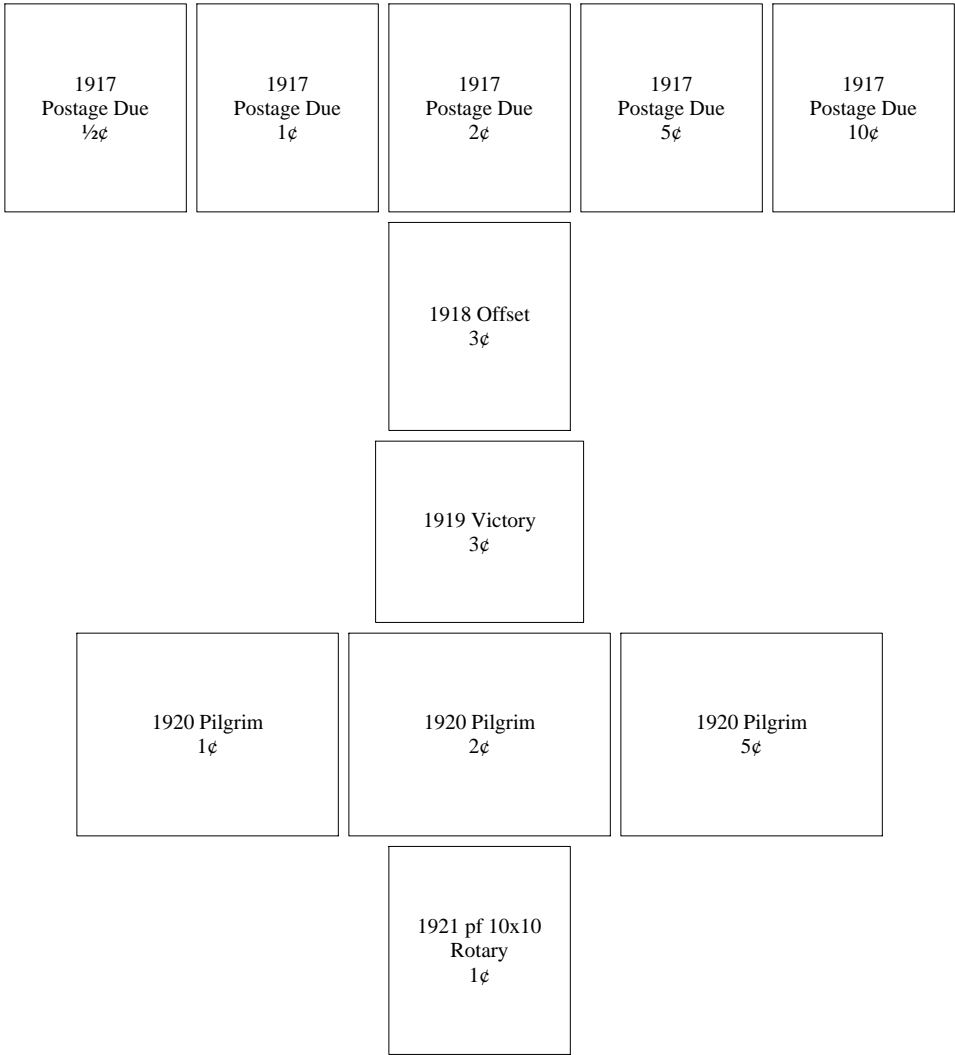 1917
Postage Due
½¢
1917
Postage Due
1¢
1917
Postage Due
2¢
1917
Postage Due
5¢
1917
Postage Due
10¢
1918 Offset
3¢
1919 Victory
3¢
1920 Pilgrim
1¢
1920 Pilgrim
2¢
1920 Pilgrim
5¢
1921 pf 10x10
Rotary
1¢